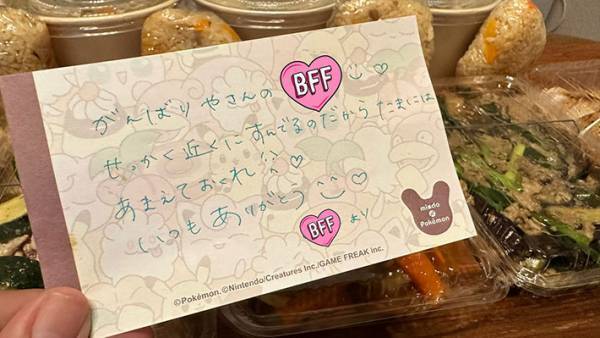 がんばりやさんの BFF
せっかく近くにすんでるのだからたまには
あまえておくれ
いつもありがとう
BFF より
misdo Pokémon
©Pokémon. ©Nintendo/Creatures Inc./GAME FREAK inc.